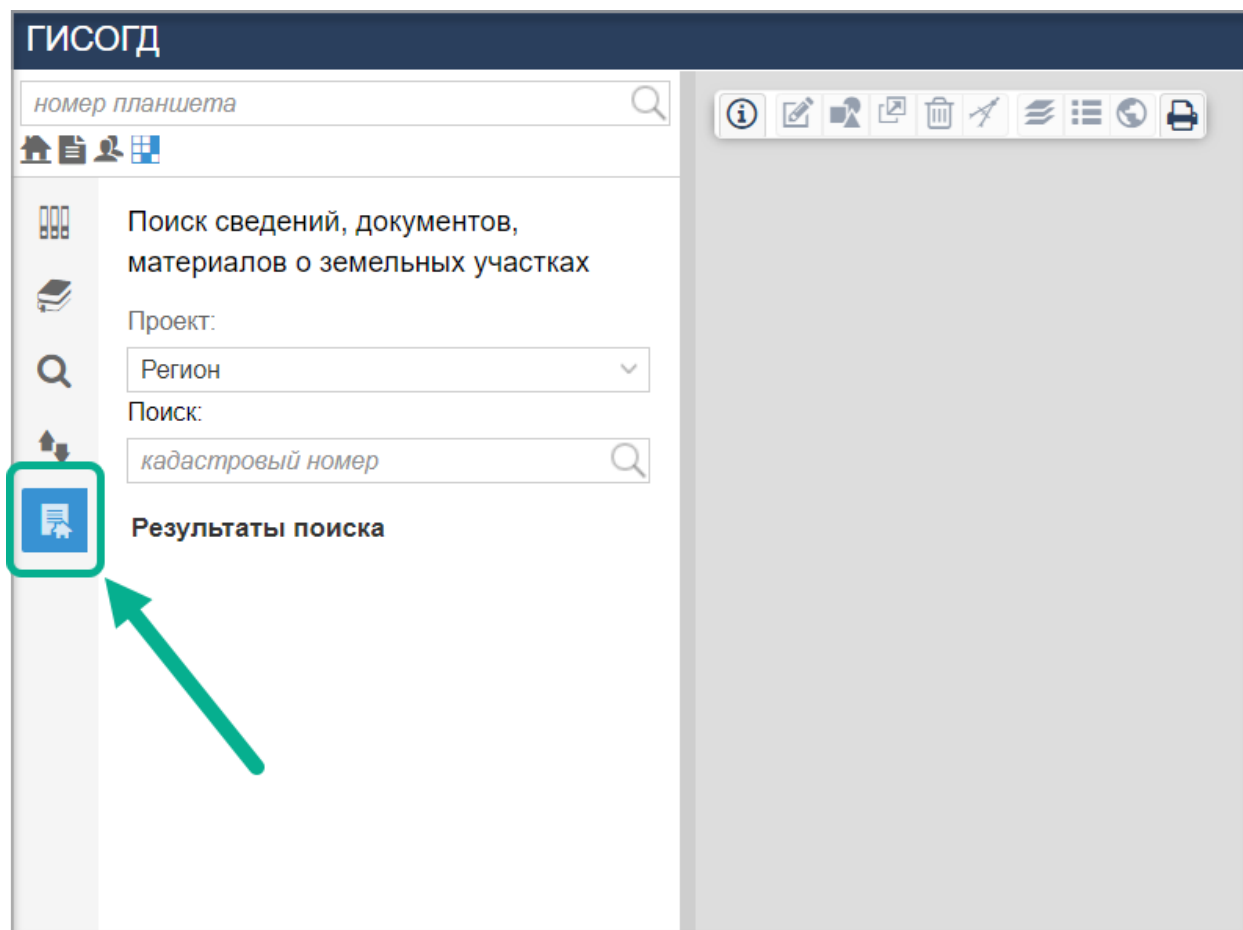 ГИСОГД
номер планшета
Поиск сведений, документов,
материалов о земельных участках
Проект:
Регион
Поиск:
кадастровый номер
Результаты поиска